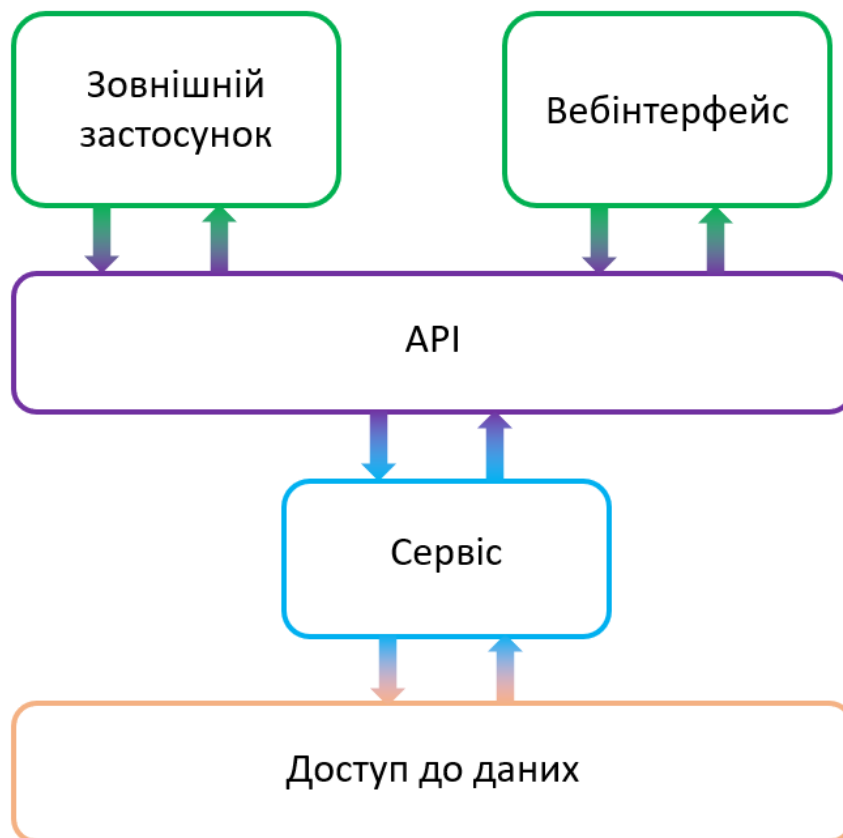 Зовнішній
застосунок
Вебінтерфейс
API
Сервіс
Доступ до даних